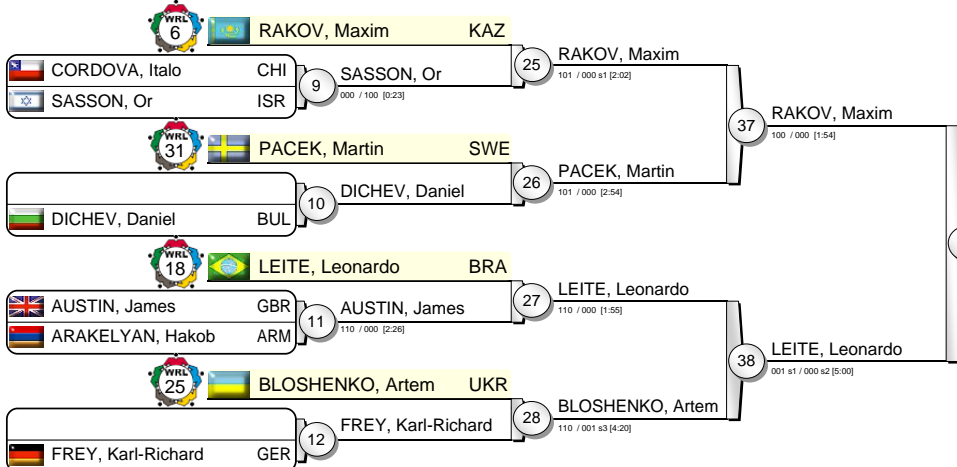 WRL
6
RAKOV, Maxim KAZ
CORDOVA, Italo CHI
SASSON, Or ISR
9
SASSON, Or
000 / 100 [0:23]
25
RAKOV, Maxim
101 / 000 s1 [2:02]
WRL
31
PACEK, Martin SWE
DICHEV, Daniel BUL
10
DICHEV, Daniel
26
PACEK, Martin
101 / 000 [2:54]
37
RAKOV, Maxim
100 / 000 [1:54]
WRL
18
LEITE, Leonardo BRA
AUSTIN, James GBR
ARAKELYAN, Hakob ARM
11
AUSTIN, James
110 / 000 [2:26]
27
LEITE, Leonardo
110 / 000 [1:55]
WRL
25
BLOSHENKO, Artem UKR
FREY, Karl-Richard GER
12
FREY, Karl-Richard
28
BLOSHENKO, Artem
110 / 001 s3 [4:20]
38
LEITE, Leonardo
001 s1 / 000 s2 [5:00]